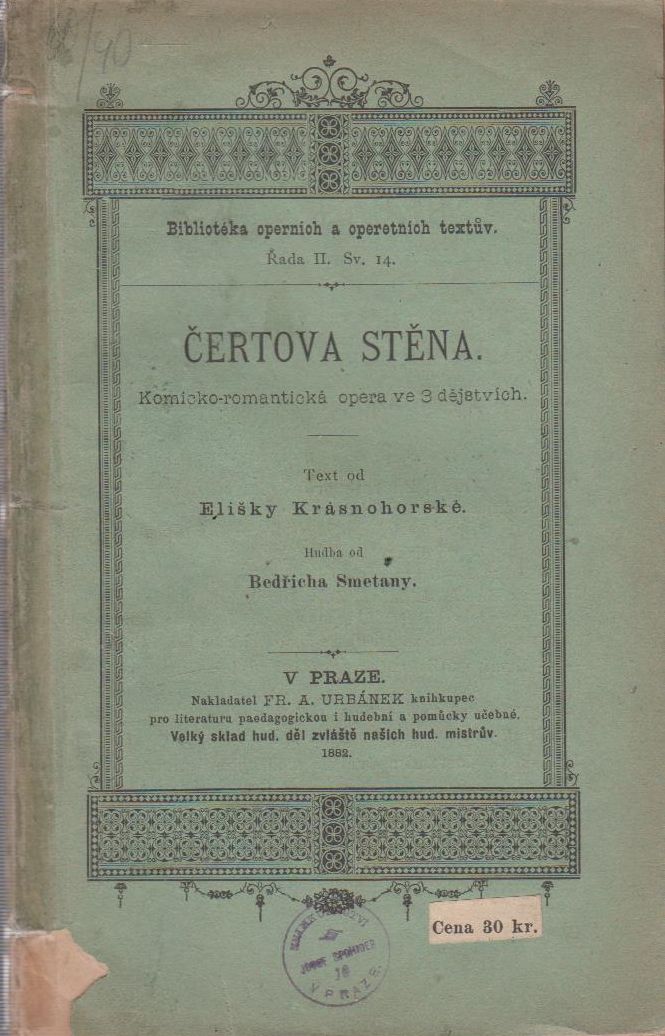 /90
Bibliotéka operních a operetních textův.
Řada II. Sv. 14.
ČERTOVA STĚNA.
Komicko-romantická opera ve 3 dějstvích.
Text od
Elišky Krásnohorské.
Hudba od
Bedřicha Smetany.
V PRAZE.
Nakladatel FR. A. URBÁNEK knihkupec
pro literaturu paedagogickou i hudební a pomůcky učebné.
Velký sklad hud. děl zvláště našich hud. mistrův.
1882.
Cena 30 kr.
JOSEF
V PRAZE